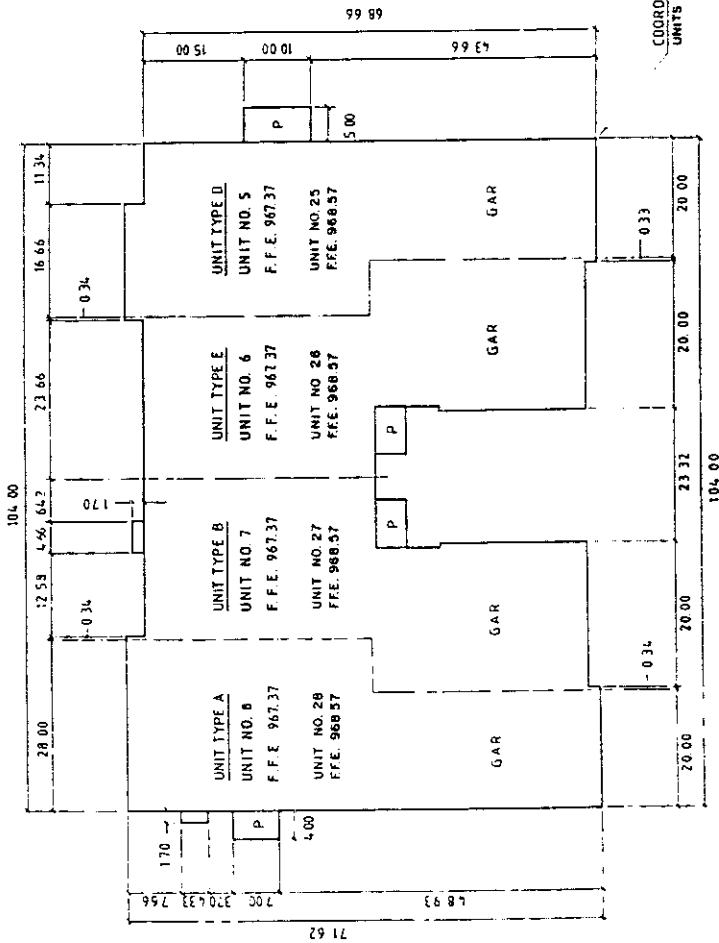 104 00
28 00
12 58
4 96
6 42
23 66
16 66
11 34
0 34
1 70
0 34
68 66
15 00
10 00
43 66
P
5 00
UNIT TYPE A
UNIT NO. 8
F. F. E 967.37
UNIT NO. 28
F.F.E. 968 57
UNIT TYPE B
UNIT NO. 7
F. F. E. 967.37
UNIT NO. 27
F.F.E. 968.57
UNIT TYPE E
UNIT NO. 6
F. F. E. 967 37
UNIT NO 26
F.F.E. 968.57
UNIT TYPE D
UNIT NO. 5
F. F. E. 967.37
UNIT NO. 25
F.F.E. 968.57
1 70
P
4.00
7 66
4 33
3 70
7 00
48 93
71 62
P
P
GAR
GAR
GAR
GAR
0 34
0 33
20 00
20 00
23 32
20 00
20 00
104 00
COORD
UNITS